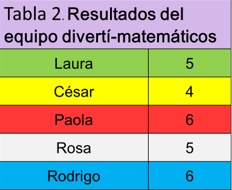 Tabla 2. Resultados del
equipo divertí-matemáticos
Laura 5
César 4
Paola 6
Rosa 5
Rodrigo 6